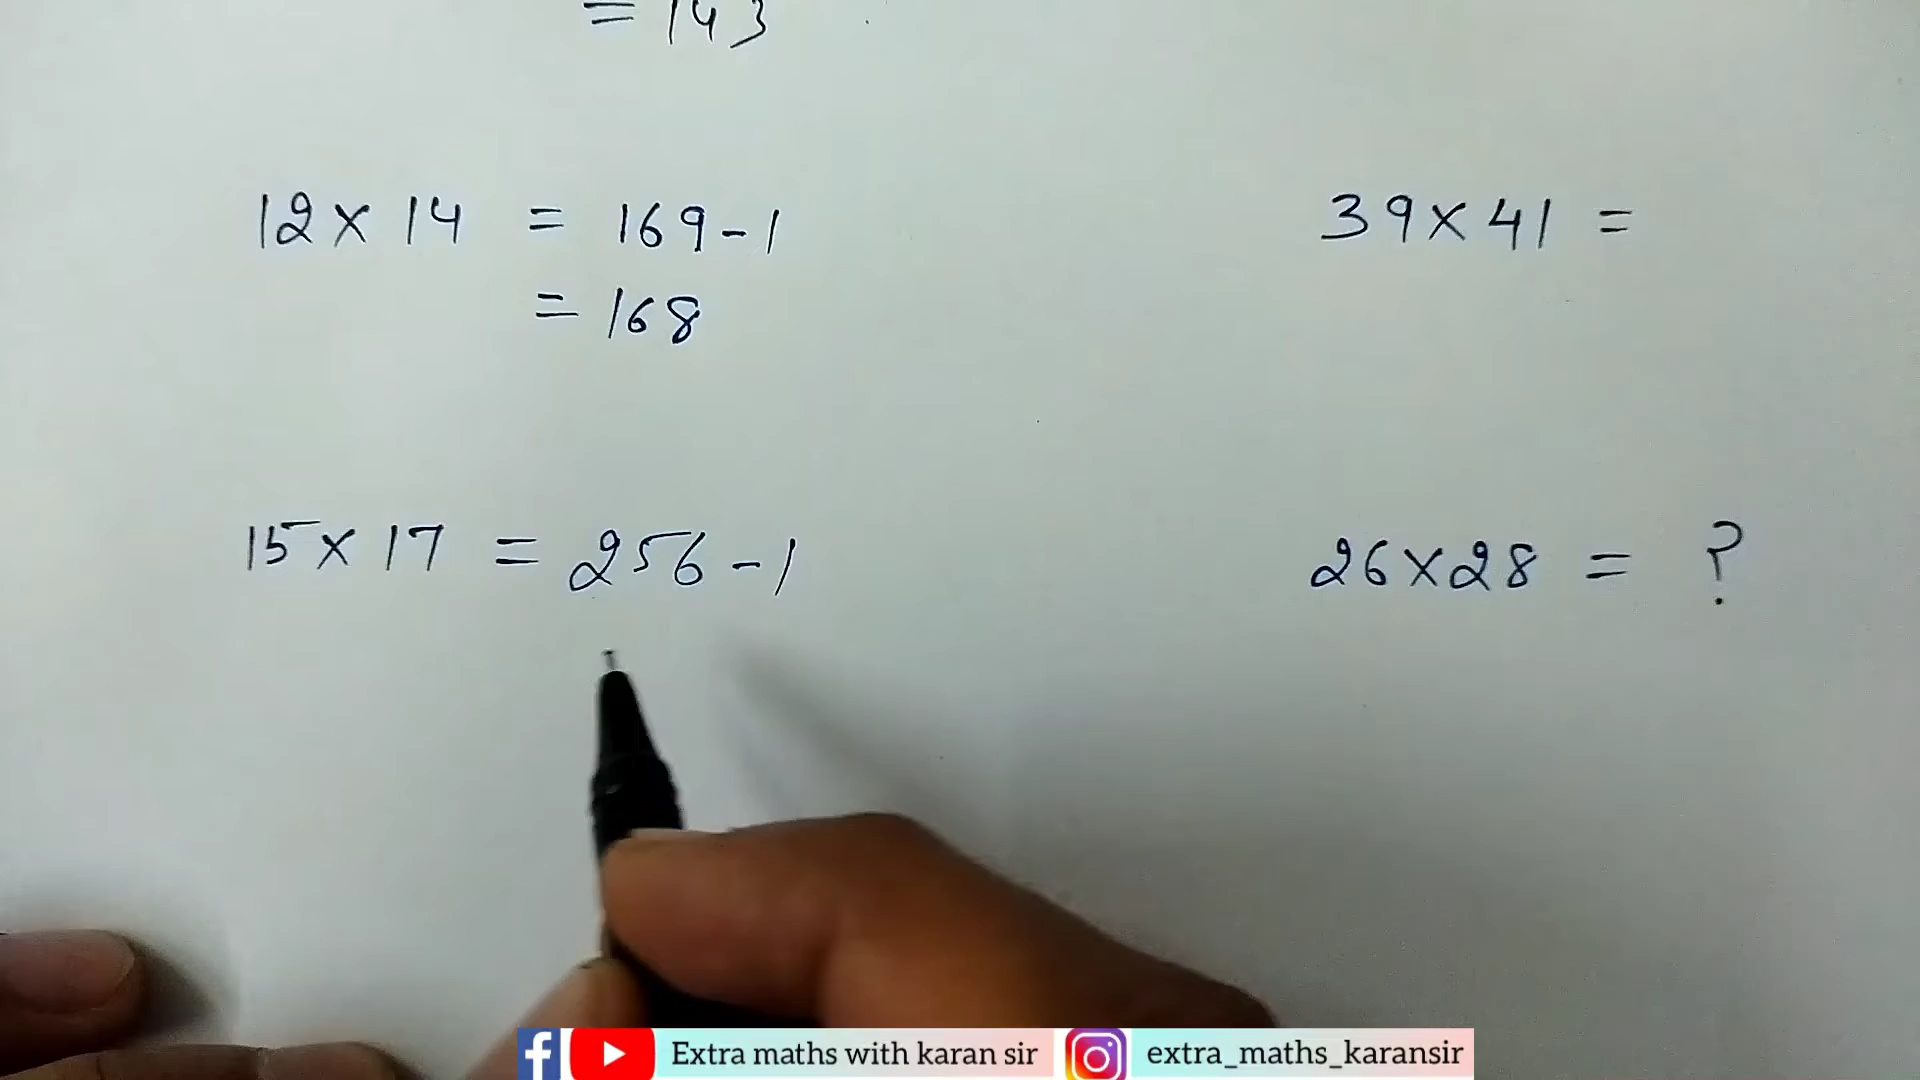 = 143
12 × 14 = 169 - 1
= 168
39 × 41 =
15 × 17 = 256 - 1
26 × 28 = ?
Extra maths with karan sir
extra_maths_karansir